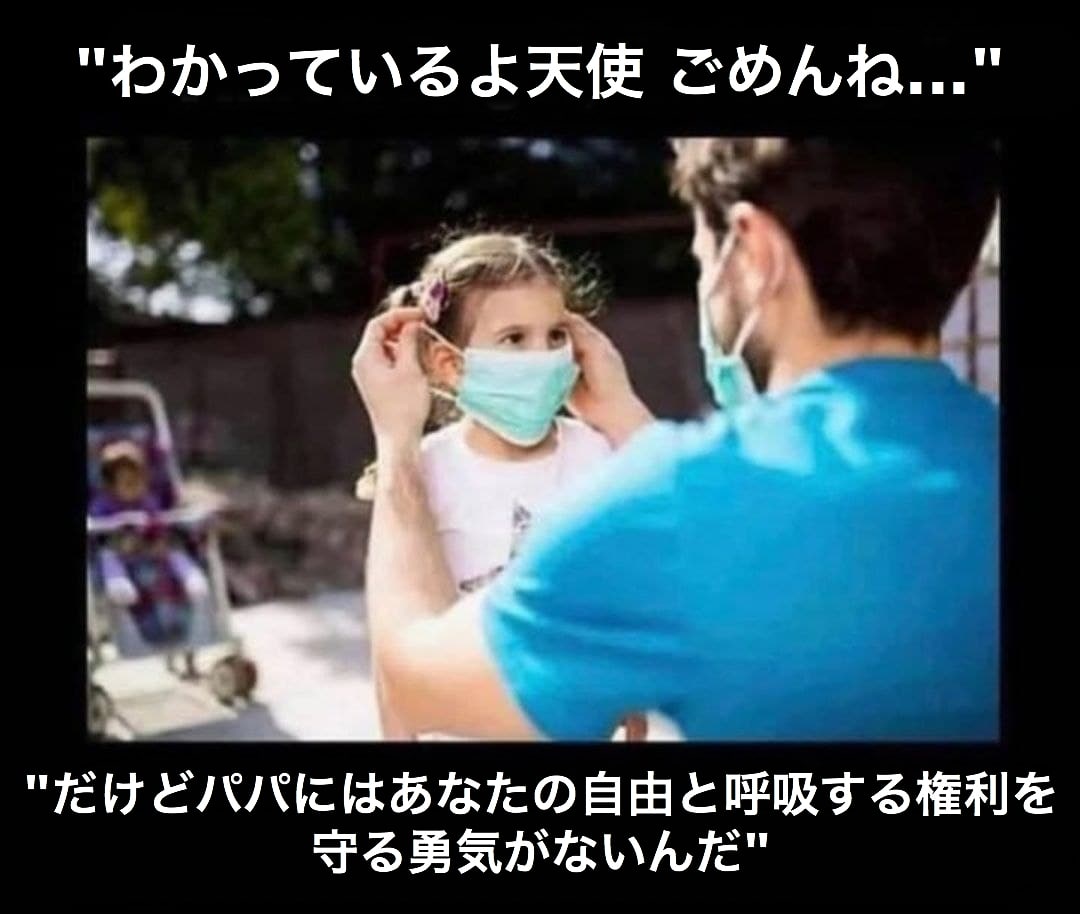 "わかっているよ天使 ごめんね..."
"だけどパパにはあなたの自由と呼吸する権利を
守る勇気がないんだ"